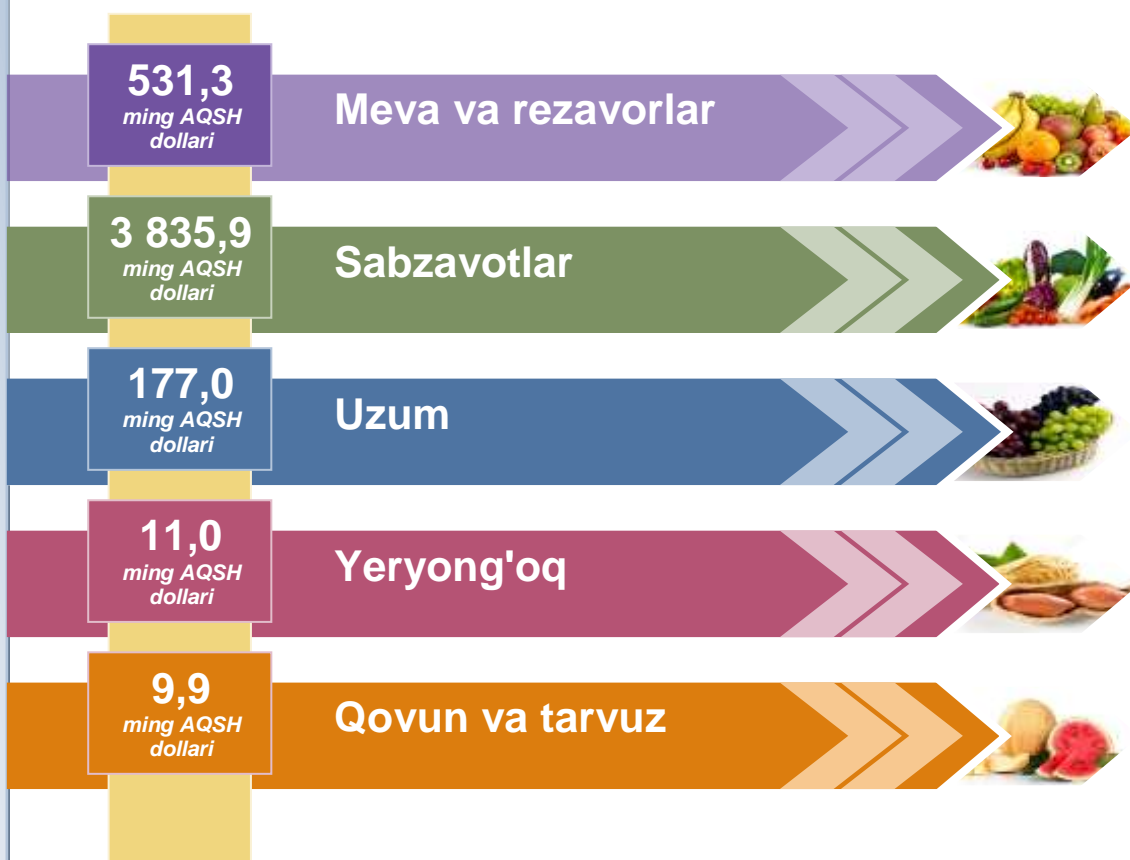 531,3
ming AQSH
dollari
Meva va rezavorlar
3 835,9
ming AQSH
dollari
Sabzavotlar
177,0
ming AQSH
dollari
Uzum
11,0
ming AQSH
dollari
Yeryong'oq
9,9
ming AQSH
dollari
Qovun va tarvuz